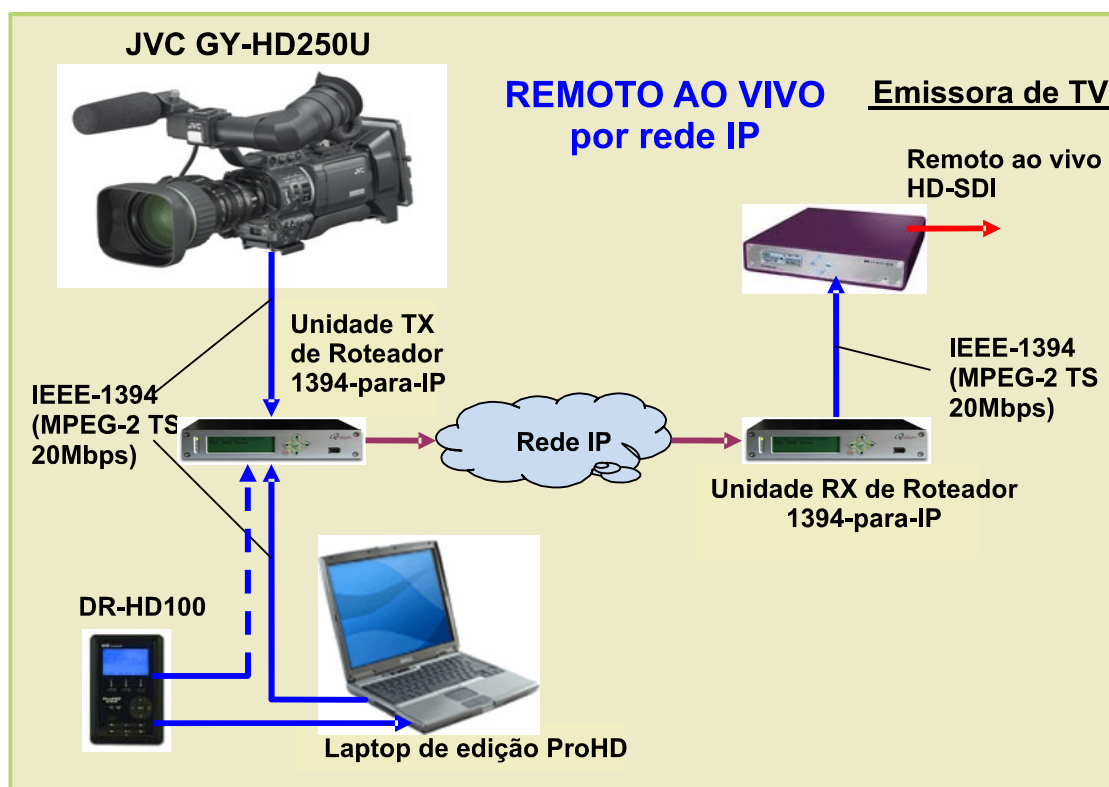 JVC GY-HD250U
REMOTO AO VIVO
por rede IP
Emissora de TV
Remoto ao vivo
HD-SDI
JVC
Unidade TX
de Roteador
1394-para-IP
IEEE-1394
(MPEG-2 TS
20Mbps)
Rede IP
IEEE-1394
(MPEG-2 TS
20Mbps)
Unidade RX de Roteador
1394-para-IP
DR-HD100
Laptop de edição ProHD